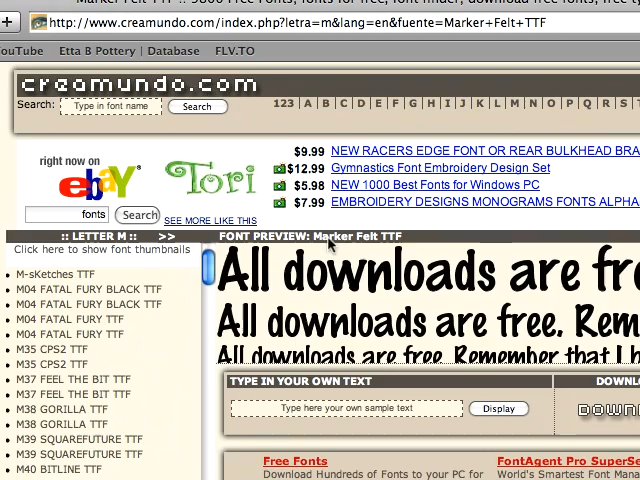 Marker Felt TTF :: 9800 Free Fonts, fonts for free, font finder, download free fonts, free ty
http://www.creamundo.com/index.php?letra=m&lang=en&fuente=Marker+Felt+TTF
YouTube Etta B Pottery | Database FLV.TO
creamundo.com
Search: Type in font name Search 123 | A | B | C | D | E | F | G | H | I | J | K | L | M | N | O | P | Q | R | S | T
right now on ebay Tori
fonts Search SEE MORE LIKE THIS
$9.99 NEW RACERS EDGE FONT OR REAR BULKHEAD BRA
$12.99 Gymnastics Font Embroidery Design Set
$5.98 NEW 1000 Best Fonts for Windows PC
$7.99 EMBROIDERY DESIGNS MONOGRAMS FONTS ALPHA
:: LETTER M :: >> FONT PREVIEW: Marker Felt TTF
Click here to show font thumbnails
M-sKetches TTF
M04 FATAL FURY BLACK TTF
M04 FATAL FURY BLACK TTF
M04 FATAL FURY TTF
M04 FATAL FURY TTF
M35 CPS2 TTF
M35 CPS2 TTF
M37 FEEL THE BIT TTF
M37 FEEL THE BIT TTF
M38 GORILLA TTF
M38 GORILLA TTF
M39 SQUAREFUTURE TTF
M39 SQUAREFUTURE TTF
M40 BITLINE TTF
All downloads are fre
All downloads are free. Rem
All downloads are free. Remember that I h
TYPE IN YOUR OWN TEXT DOWNL
Type here your own sample text Display DOWN
Free Fonts FontAgent Pro SuperSe
Download Hundreds of Fonts to your PC for World's Smartest Font Mana